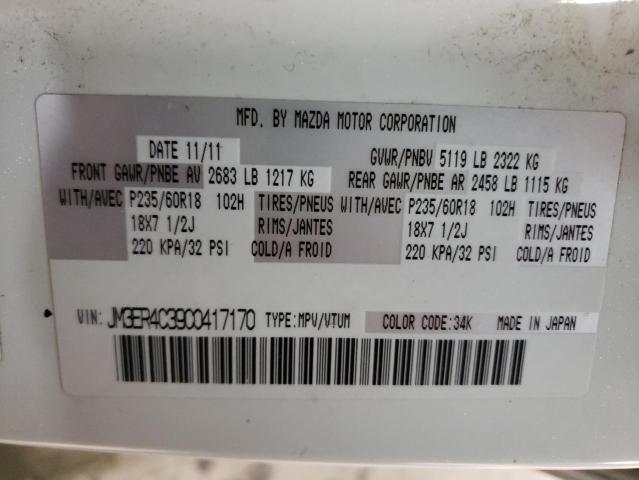 MFD. BY MAZDA MOTOR CORPORATION
DATE 11/11 GVWR/PNBV 5119 LB 2322 KG
FRONT GAWR/PNBE AV 2683 LB 1217 KG REAR GAWR/PNBE AR 2458 LB 1115 KG
WITH/AVEC P235/60R18 102H TIRES/PNEUS WITH/AVEC P235/60R18 102H TIRES/PNEUS
18X7 1/2J RIMS/JANTES 18X7 1/2J RIMS/JANTES
220 KPA/32 PSI COLD/A FROID 220 KPA/32 PSI COLD/A FROID
VIN: JM3ER4C39C0417170 TYPE:MPV/VTUM COLOR CODE:34K MADE IN JAPAN